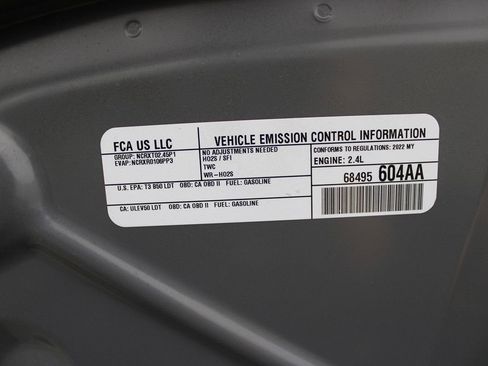 FCA US LLC
GROUP: NCRXT02.45P1
EVAP: NCRXR0106PP3
VEHICLE EMISSION CONTROL INFORMATION
NO ADJUSTMENTS NEEDED
HO2S / SFI
TWC
WR-HO2S
CONFORMS TO REGULATIONS: 2022 MY
ENGINE: 2.4L
68495 604AA
U.S. EPA: T3 B50 LDT OBD: CA OBD II FUEL: GASOLINE
CA: ULEV50 LDT OBD: CA OBD II FUEL: GASOLINE